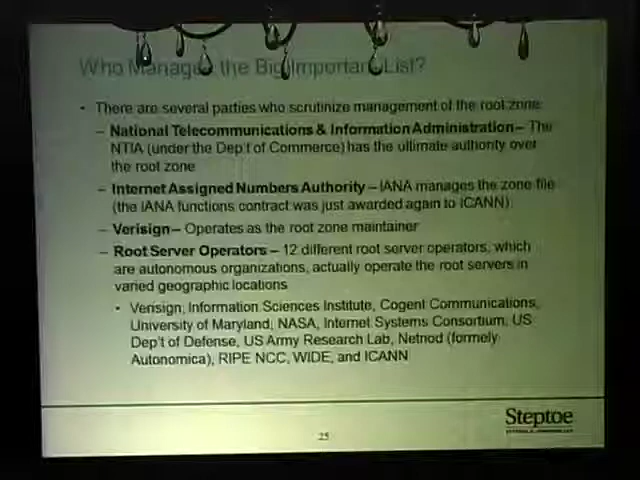 Who Manages the Big Important List?
• There are several parties who scrutinize management of the root zone:
– National Telecommunications & Information Administration – The
NTIA (under the Dep't of Commerce) has the ultimate authority over
the root zone
– Internet Assigned Numbers Authority – IANA manages the zone file
(the IANA functions contract was just awarded again to ICANN)
– Verisign – Operates as the root zone maintainer
– Root Server Operators – 12 different root server operators, which
are autonomous organizations, actually operate the root servers in
varied geographic locations
• Verisign, Information Sciences Institute, Cogent Communications,
University of Maryland, NASA, Internet Systems Consortium, US
Dep't of Defense, US Army Research Lab, Netnod (formely
Autonomica), RIPE NCC, WIDE, and ICANN
Steptoe
25